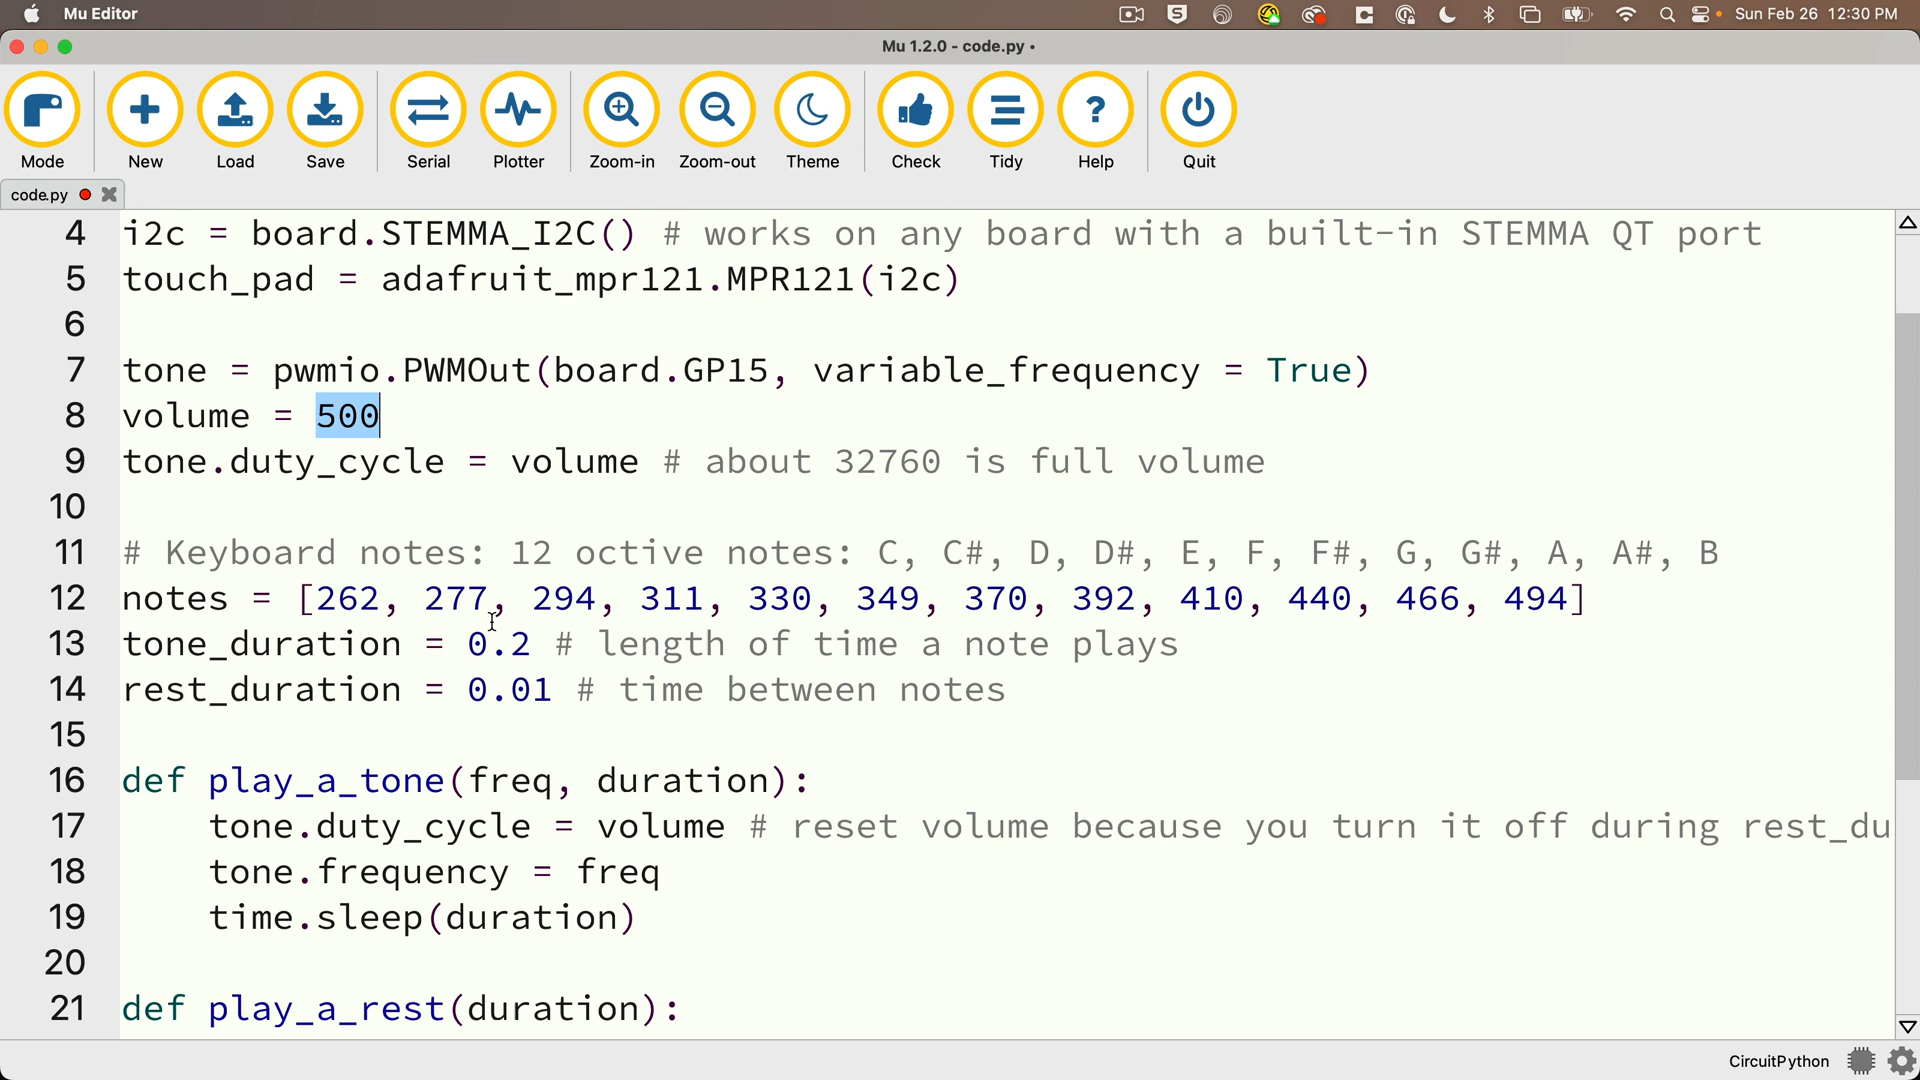 Mu Editor
Sun Feb 26 12:30 PM
Mu 1.2.0 - code.py •
Mode
New
Load
Save
Serial
Plotter
Zoom-in
Zoom-out
Theme
Check
Tidy
Help
Quit
code.py
4 i2c = board.STEMMA_I2C() # works on any board with a built-in STEMMA QT port
5 touch_pad = adafruit_mpr121.MPR121(i2c)
6
7 tone = pwmio.PWMOut(board.GP15, variable_frequency = True)
8 volume = 500
9 tone.duty_cycle = volume # about 32760 is full volume
10
11 # Keyboard notes: 12 octive notes: C, C#, D, D#, E, F, F#, G, G#, A, A#, B
12 notes = [262, 277, 294, 311, 330, 349, 370, 392, 410, 440, 466, 494]
13 tone_duration = 0.2 # length of time a note plays
14 rest_duration = 0.01 # time between notes
15
16 def play_a_tone(freq, duration):
17 tone.duty_cycle = volume # reset volume because you turn it off during rest_du
18 tone.frequency = freq
19 time.sleep(duration)
20
21 def play_a_rest(duration):
CircuitPython